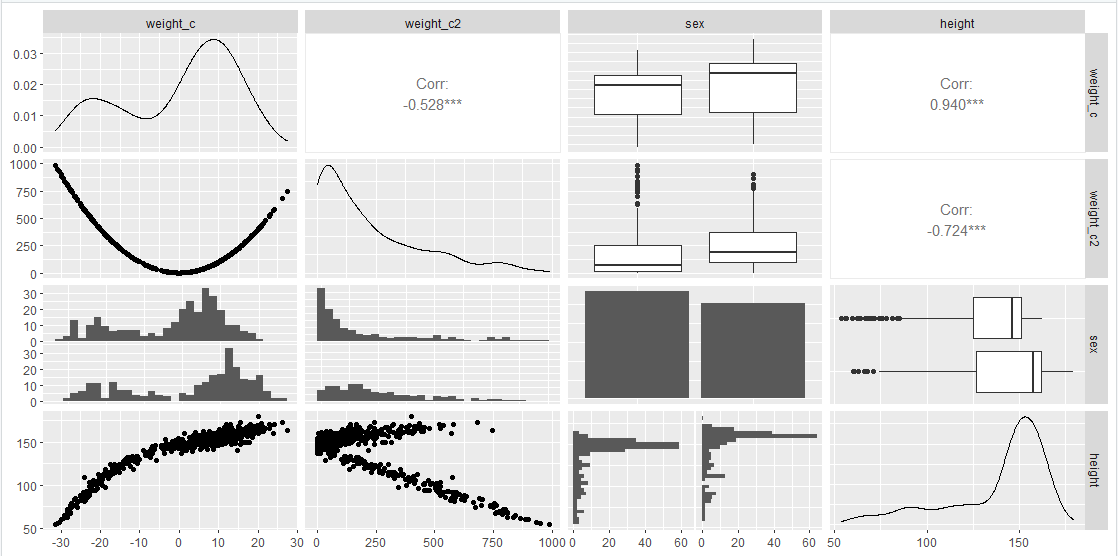 weight_c weight_c2 sex height
0.03
0.02
0.01
0.00
Corr:
-0.528***
Corr:
0.940***
weight_c
1000
750
500
250
0
Corr:
-0.724***
weight_c2
30
20
10
0
30
20
10
0
sex
150
100
50
height
-30 -20 -10 0 10 20 30 0 250 500 750 1000 0 20 40 60 0 20 40 60 50 100 150